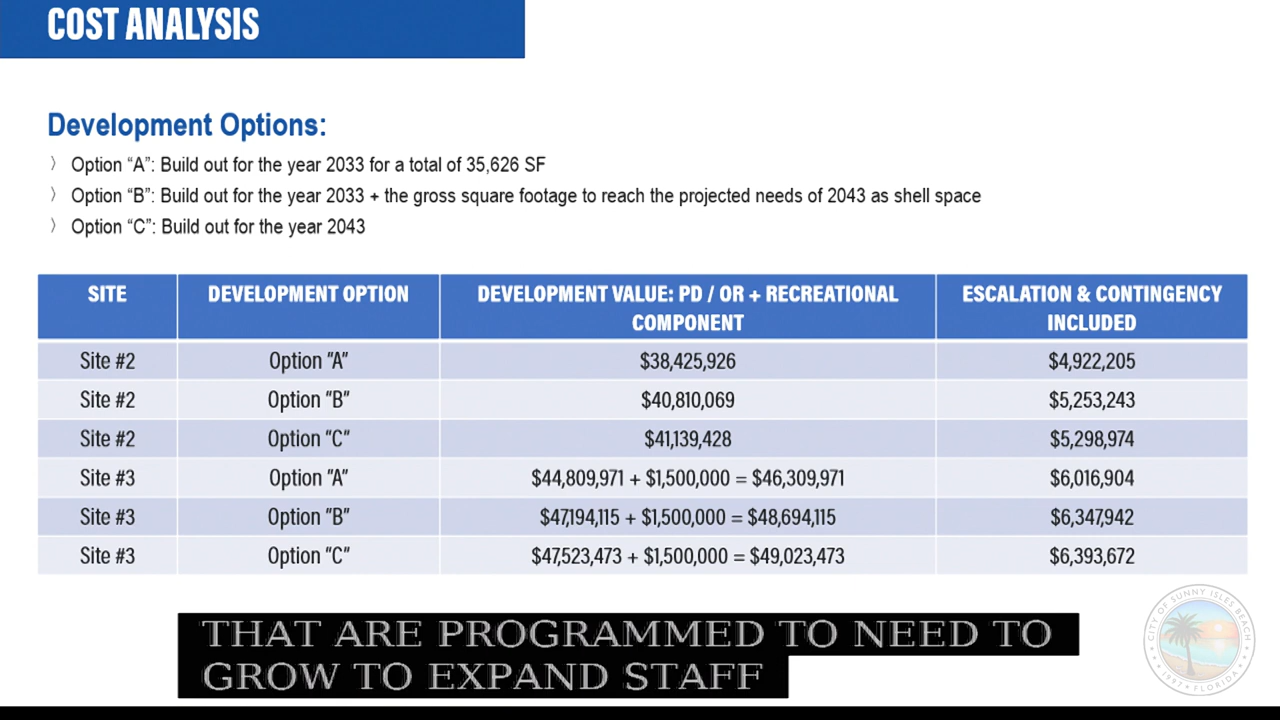 COST ANALYSIS
Development Options:
〉 Option “A”: Build out for the year 2033 for a total of 35,626 SF
〉 Option “B”: Build out for the year 2033 + the gross square footage to reach the projected needs of 2043 as shell space
〉 Option “C”: Build out for the year 2043
SITE DEVELOPMENT OPTION DEVELOPMENT VALUE: PD / OR + RECREATIONAL COMPONENT ESCALATION & CONTINGENCY INCLUDED
Site #2 Option "A" $38,425,926 $4,922,205
Site #2 Option "B" $40,810,069 $5,253,243
Site #2 Option "C" $41,139,428 $5,298,974
Site #3 Option "A" $44,809,971 + $1,500,000 = $46,309,971 $6,016,904
Site #3 Option "B" $47,194,115 + $1,500,000 = $48,694,115 $6,347,942
Site #3 Option "C" $47,523,473 + $1,500,000 = $49,023,473 $6,393,672
THAT ARE PROGRAMMED TO NEED TO
GROW TO EXPAND STAFF
CITY OF SUNNY ISLES BEACH
1997 • FLORIDA